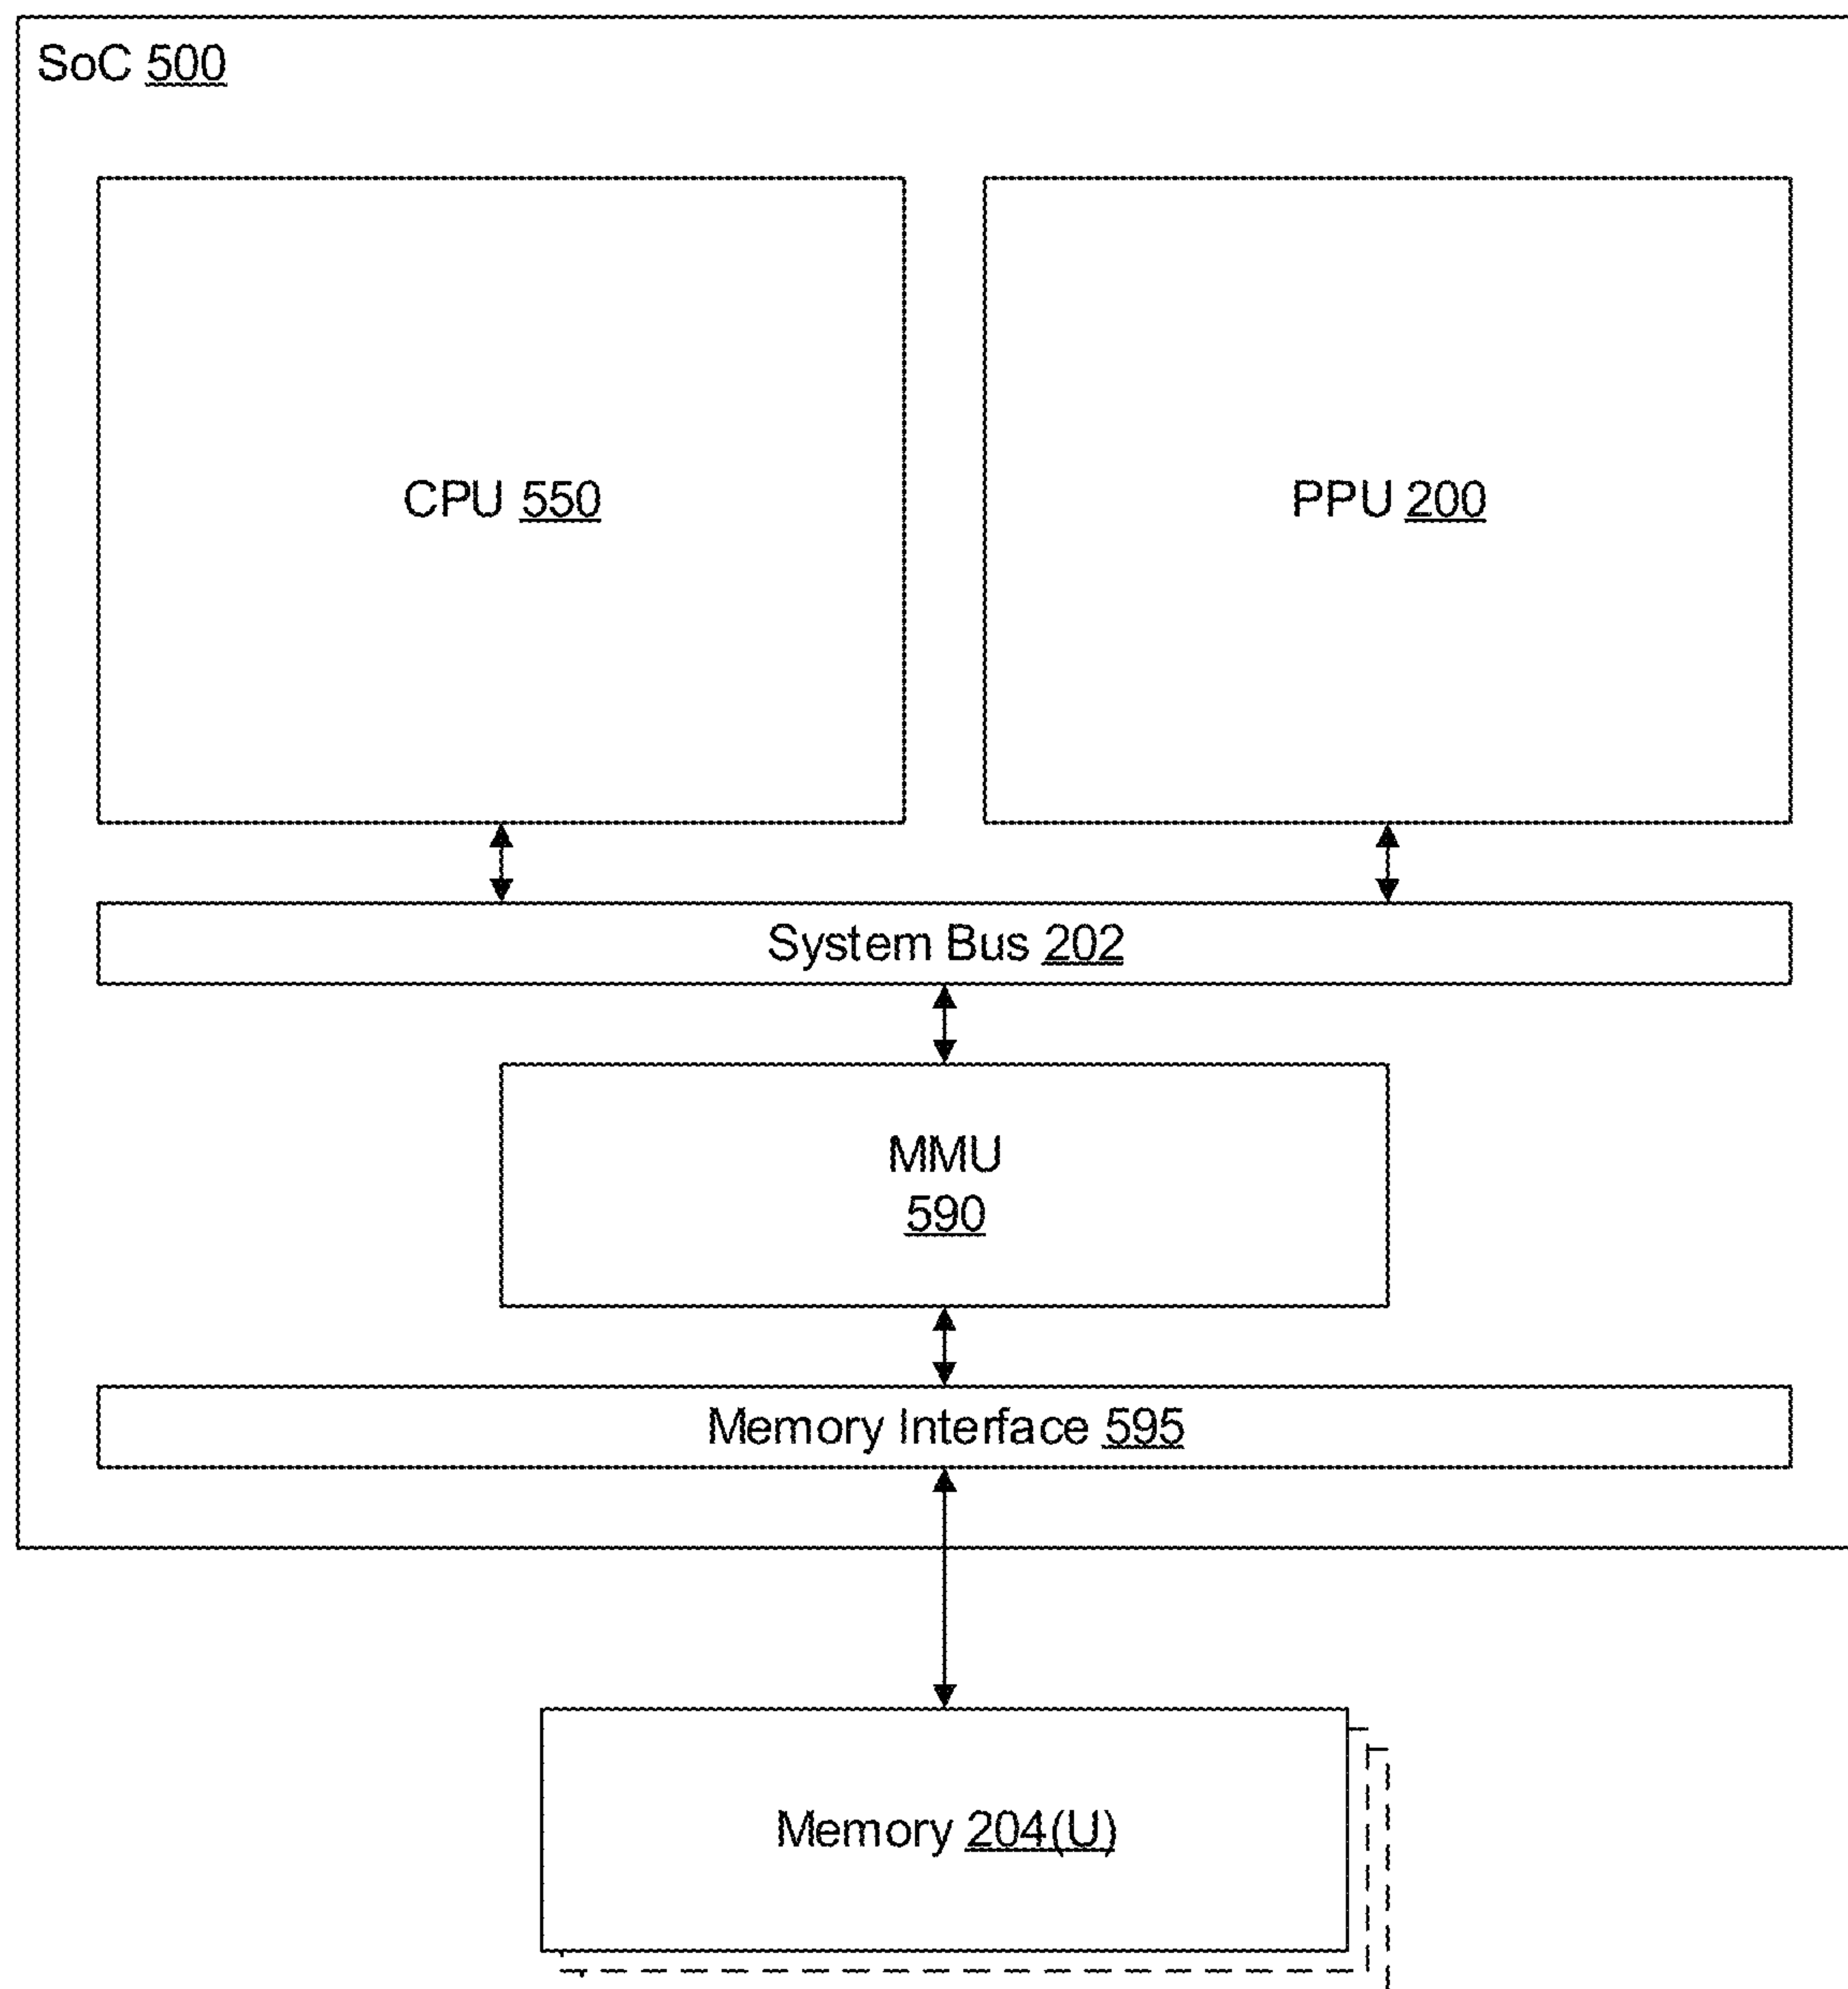 SoC 500
CPU 550
PPU 200
System Bus 202
MMU
590
Memory Interface 595
Memory 204(U)